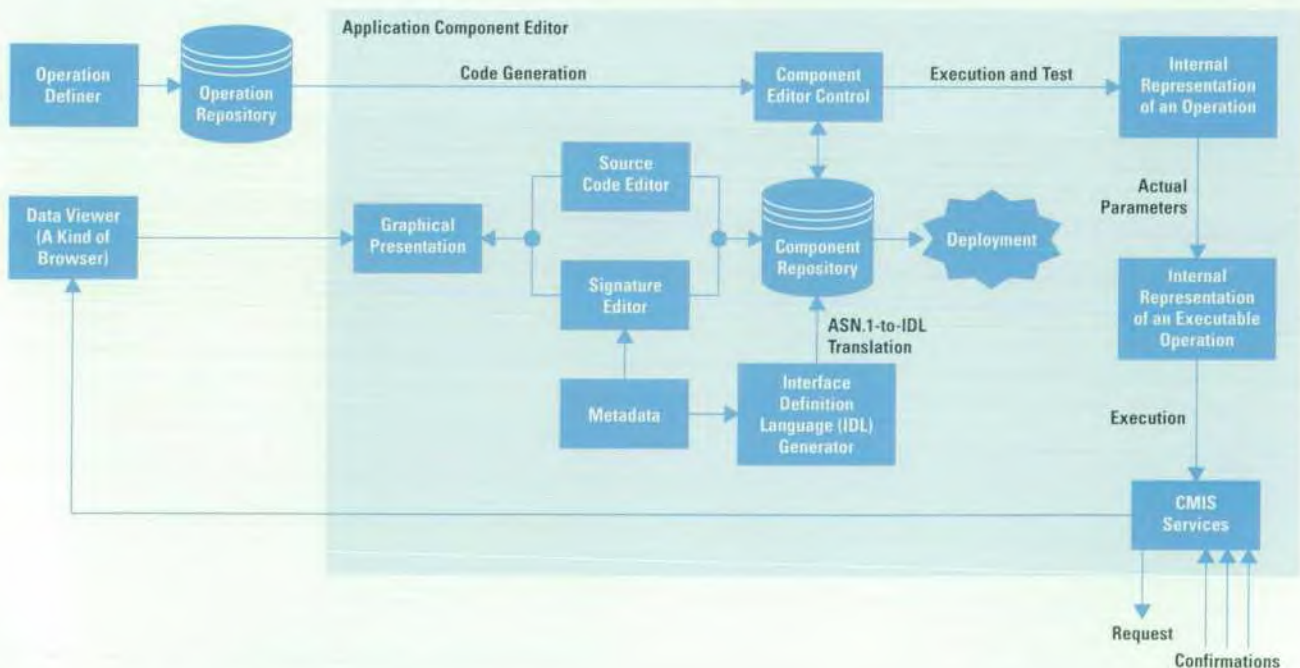 Application Component Editor
Operation
Definer
Operation
Repository
Code Generation
Component
Editor Control
Execution and Test
Internal
Representation
of an Operation
Source
Code Editor
Actual
Parameters
Data Viewer
(A Kind of
Browser)
Graphical
Presentation
Component
Repository
Deployment
Signature
Editor
Internal
Representation
of an Executable
Operation
ASN.1-to-IDL
Translation
Metadata
Interface
Definition
Language (IDL)
Generator
Execution
CMIS
Services
Request
Confirmations